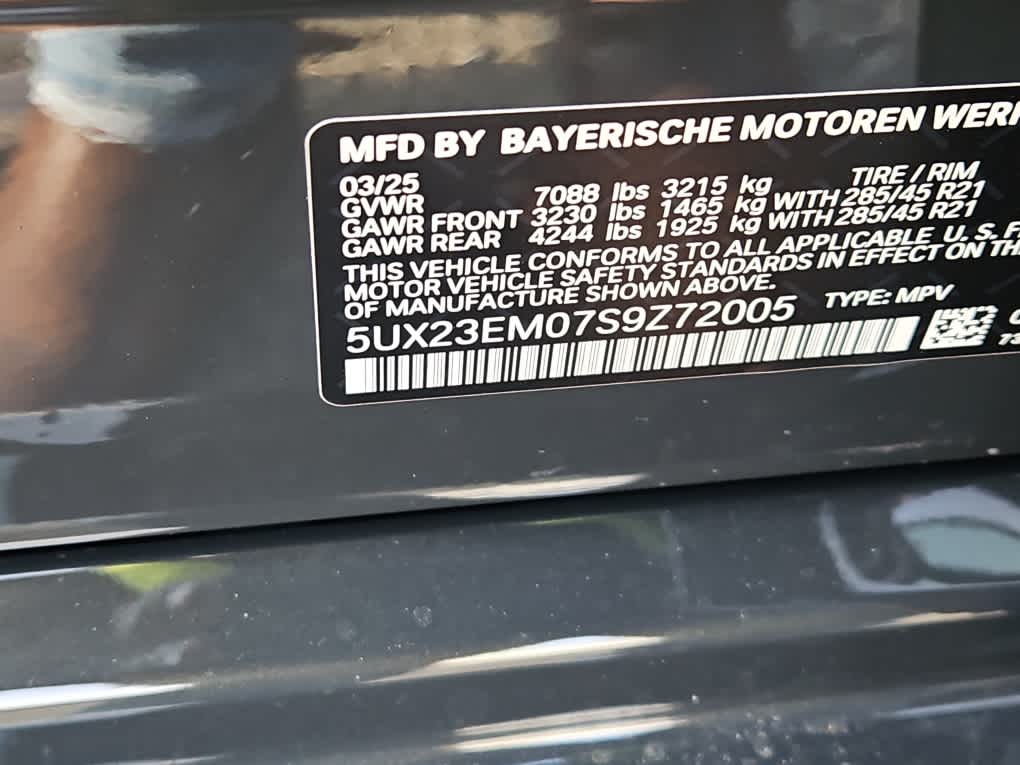 MFD BY BAYERISCHE MOTOREN WER
03/25 TIRE / RIM
GVWR 7088 lbs 3215 kg
GAWR FRONT 3230 lbs 1465 kg WITH 285/45 R21
GAWR REAR 4244 lbs 1925 kg WITH 285/45 R21
THIS VEHICLE CONFORMS TO ALL APPLICABLE U. S. F
MOTOR VEHICLE SAFETY STANDARDS IN EFFECT ON TH
OF MANUFACTURE SHOWN ABOVE.
5UX23EM07S9Z72005 TYPE: MPV
73